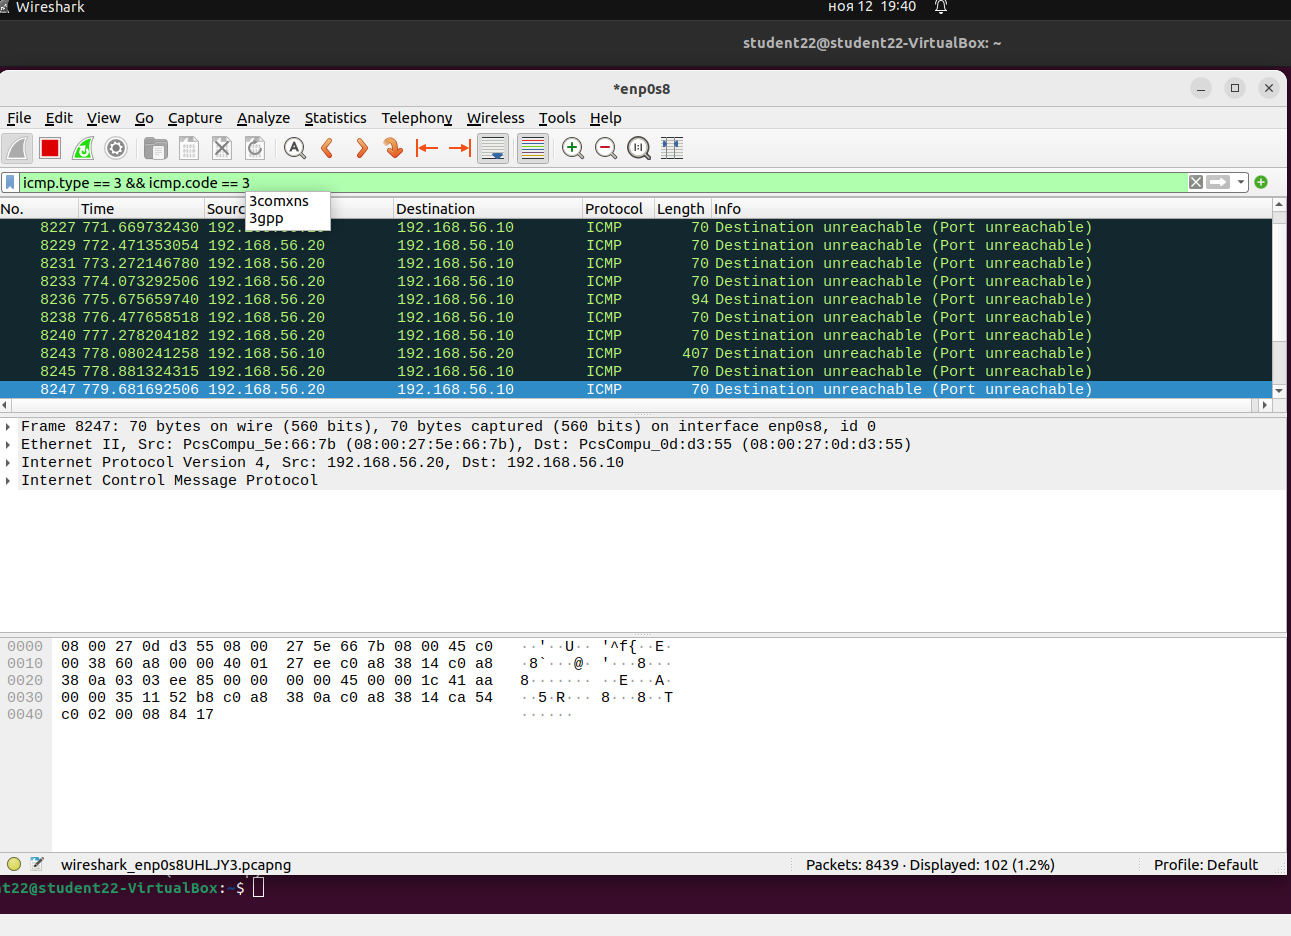 Wireshark
ноя 12 19:40
student22@student22-VirtualBox: ~
*enp0s8
File Edit View Go Capture Analyze Statistics Telephony Wireless Tools Help
icmp.type == 3 && icmp.code == 3
3comxns
3gpp
No. Time Sourc Destination Protocol Length Info
8227 771.669732430 192.168.56.20 192.168.56.10 ICMP 70 Destination unreachable (Port unreachable)
8229 772.471353054 192.168.56.20 192.168.56.10 ICMP 70 Destination unreachable (Port unreachable)
8231 773.272146780 192.168.56.20 192.168.56.10 ICMP 70 Destination unreachable (Port unreachable)
8233 774.073292506 192.168.56.20 192.168.56.10 ICMP 70 Destination unreachable (Port unreachable)
8236 775.675659740 192.168.56.20 192.168.56.10 ICMP 94 Destination unreachable (Port unreachable)
8238 776.477658518 192.168.56.20 192.168.56.10 ICMP 70 Destination unreachable (Port unreachable)
8240 777.278204182 192.168.56.20 192.168.56.10 ICMP 70 Destination unreachable (Port unreachable)
8243 778.080241258 192.168.56.10 192.168.56.20 ICMP 407 Destination unreachable (Port unreachable)
8245 778.881324315 192.168.56.20 192.168.56.10 ICMP 70 Destination unreachable (Port unreachable)
8247 779.681692506 192.168.56.20 192.168.56.10 ICMP 70 Destination unreachable (Port unreachable)
Frame 8247: 70 bytes on wire (560 bits), 70 bytes captured (560 bits) on interface enp0s8, id 0
Ethernet II, Src: PcsCompu_5e:66:7b (08:00:27:5e:66:7b), Dst: PcsCompu_0d:d3:55 (08:00:27:0d:d3:55)
Internet Protocol Version 4, Src: 192.168.56.20, Dst: 192.168.56.10
Internet Control Message Protocol
0000 08 00 27 0d d3 55 08 00 27 5e 66 7b 08 00 45 c0 ··'··U·· '^f{··E·
0010 00 38 60 a8 00 00 40 01 27 ee c0 a8 38 14 c0 a8 ·8`···@· '···8···
0020 38 0a 03 03 ee 85 00 00 00 00 45 00 00 1c 41 aa 8······· ··E···A·
0030 00 00 35 11 52 b8 c0 a8 38 0a c0 a8 38 14 ca 54 ··5·R··· 8···8··T
0040 c0 02 00 08 84 17 ······
wireshark_enp0s8UHLJY3.pcapng Packets: 8439 · Displayed: 102 (1.2%) Profile: Default
t22@student22-VirtualBox:~$